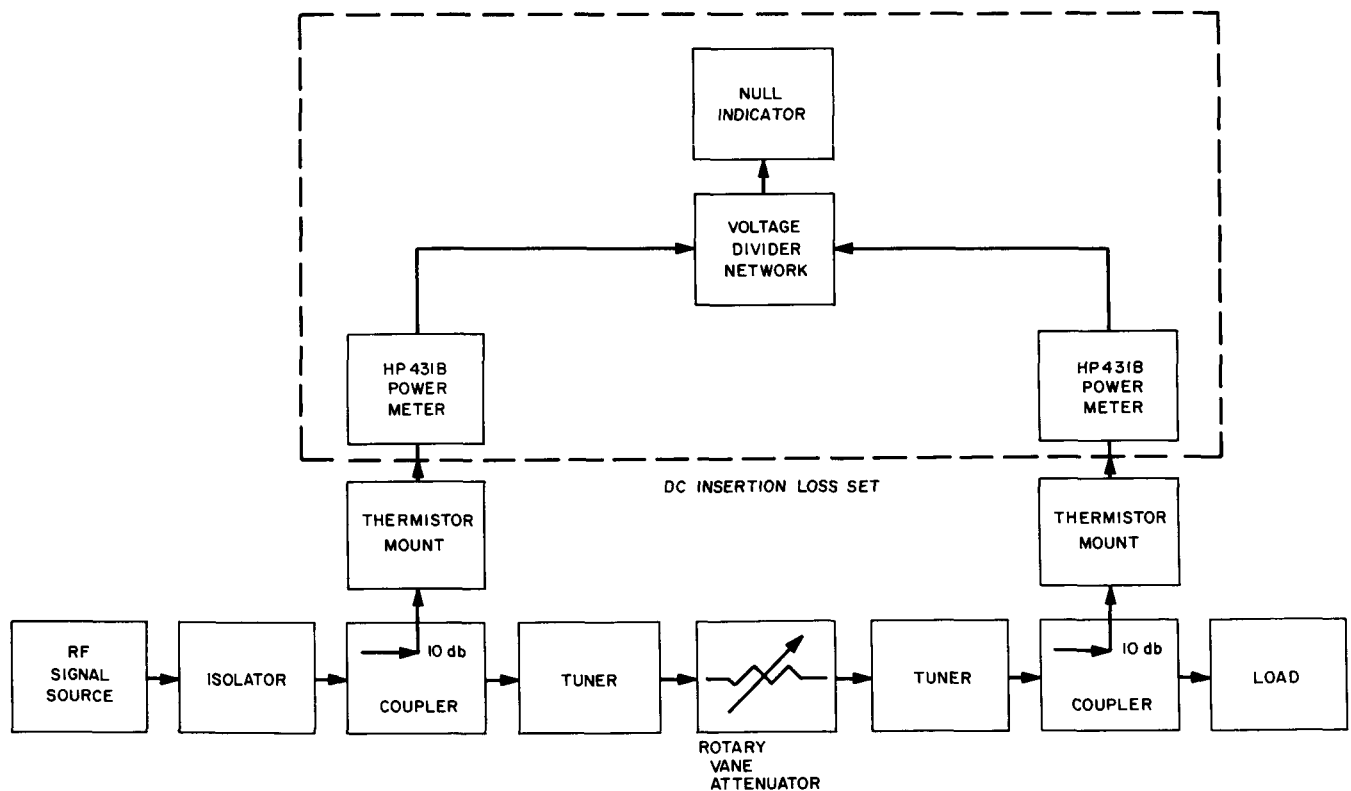 NULL
INDICATOR
VOLTAGE
DIVIDER
NETWORK
HP 431B
POWER
METER
HP 431B
POWER
METER
DC INSERTION LOSS SET
THERMISTOR
MOUNT
THERMISTOR
MOUNT
RF
SIGNAL
SOURCE
ISOLATOR
10 db
COUPLER
TUNER
ROTARY
VANE
ATTENUATOR
TUNER
10 db
COUPLER
LOAD